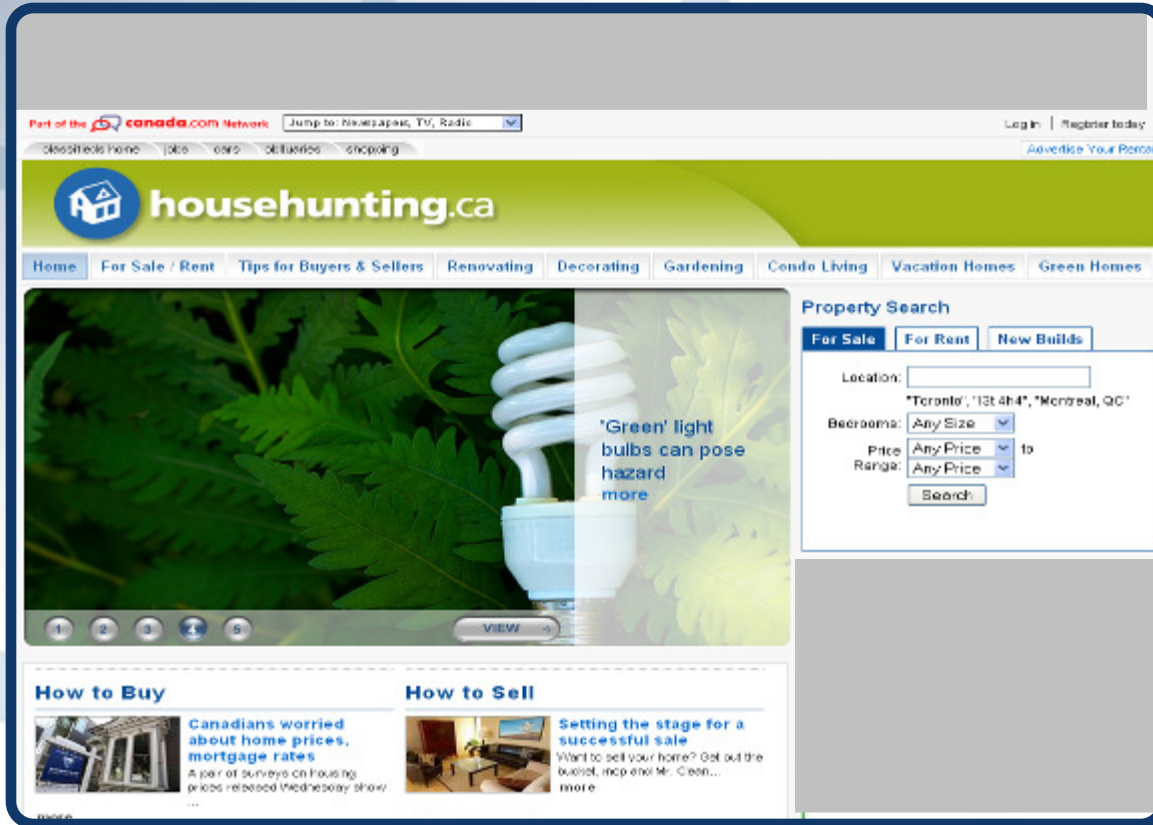 Part of the canada.com Network Jump to: Newspapers, TV, Radio
Log in | Register today
classifieds home jobs cars obituaries shopping
Advertise Your Renta
househunting.ca
Home For Sale / Rent Tips for Buyers & Sellers Renovating Decorating Gardening Condo Living Vacation Homes Green Homes
'Green' light
bulbs can pose
hazard
more
1 2 3 4 5 VIEW
Property Search
For Sale For Rent New Builds
Location:
"Toronto", "Montreal, QC"
Bedrooms: Any Size
Price Any Price to
Range: Any Price
Search
How to Buy
Canadians worried
about home prices,
mortgage rates
A pair of surveys on housing
prices released Wednesday show
...
more
How to Sell
Setting the stage for a
successful sale
Want to sell your home? Get out the
bucket, mop and Mr. Clean...
more